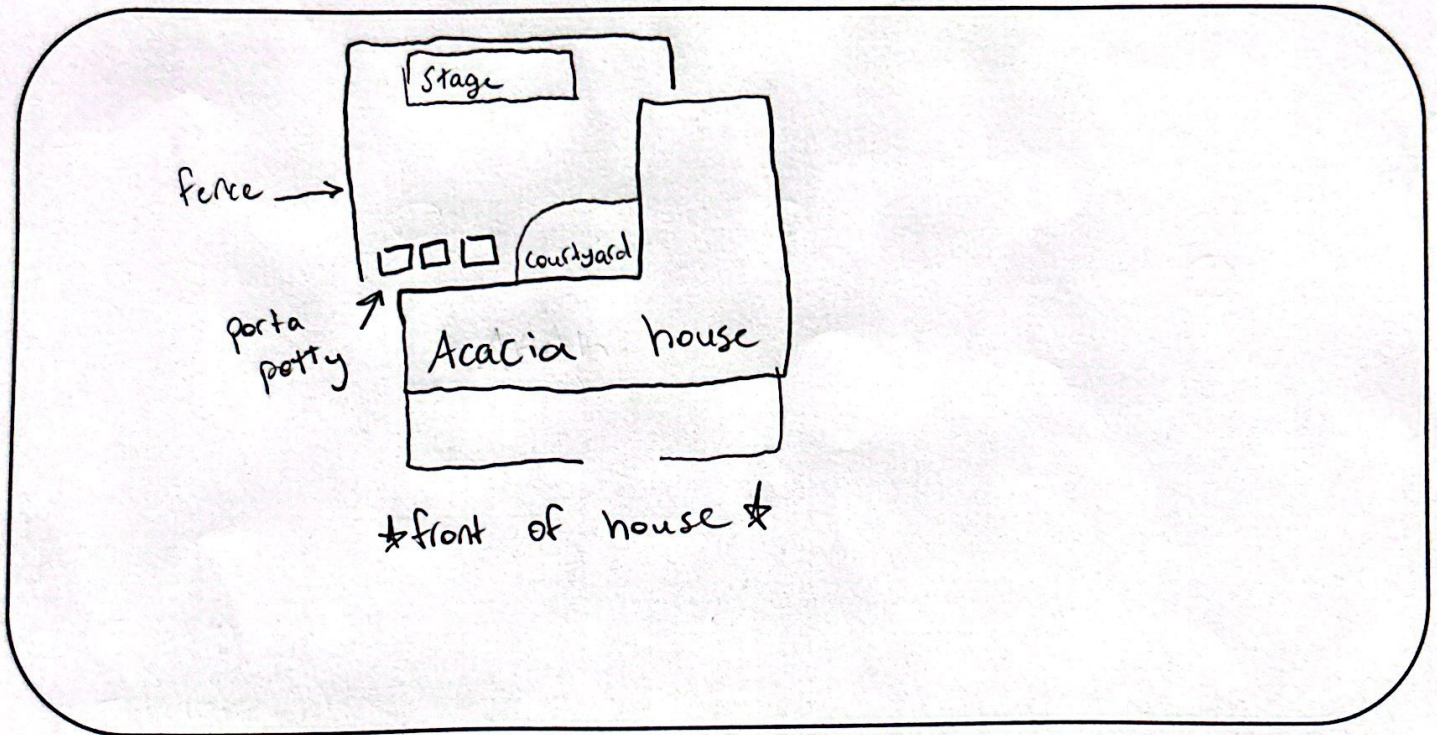 Stage
fence
courtyard
porta
potty
Acacia house
*front of house*